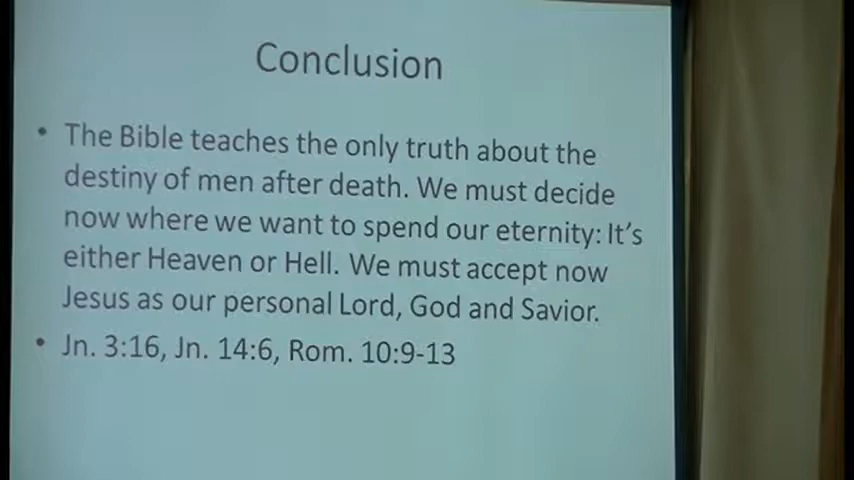 Conclusion
• The Bible teaches the only truth about the
destiny of men after death. We must decide
now where we want to spend our eternity: It's
either Heaven or Hell. We must accept now
Jesus as our personal Lord, God and Savior.
• Jn. 3:16, Jn. 14:6, Rom. 10:9-13